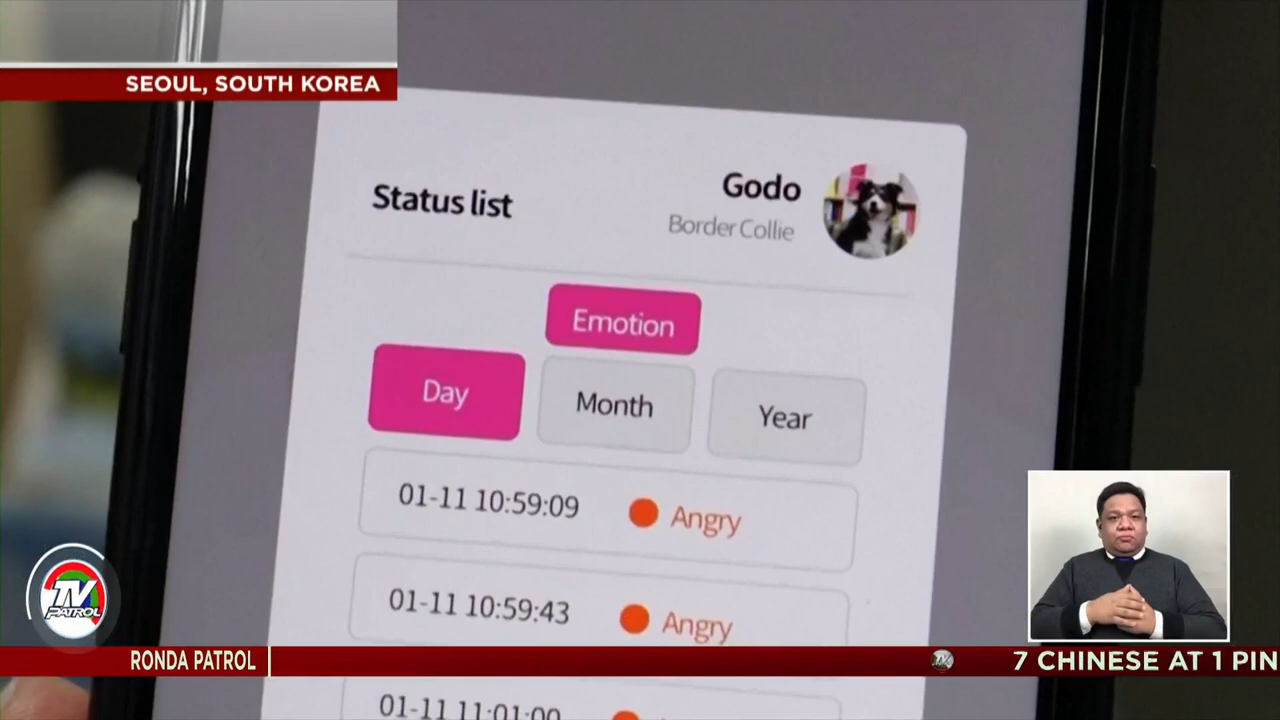 SEOUL, SOUTH KOREA
Status list
Godo
Border Collie
Emotion
Day
Month
Year
01-11 10:59:09
Angry
01-11 10:59:43
Angry
01-11 11:01:00
TV
PATROL
RONDA PATROL
7 CHINESE AT 1 PIN